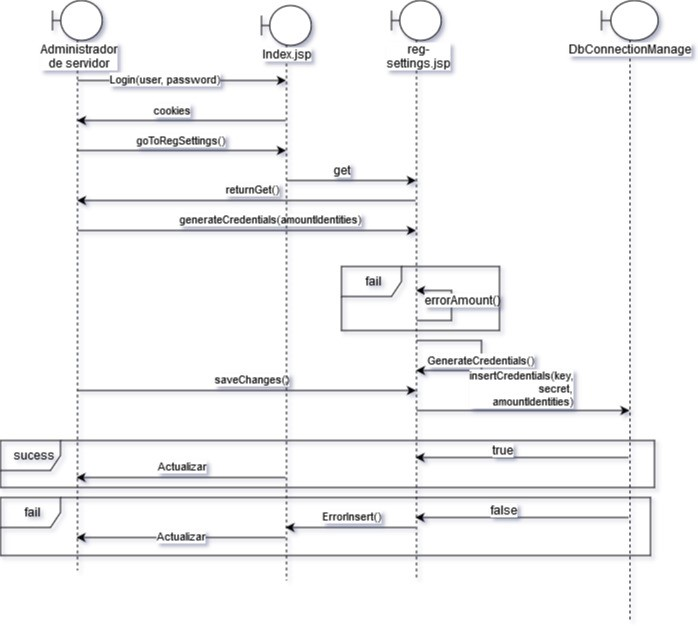 Administrador
de servidor
Index.jsp
reg-
settings.jsp
DbConnectionManage
Login(user, password)
cookies
goToRegSettings()
get
returnGet()
generateCredentials(amountIdentities)
fail
errorAmount()
GenerateCredentials()
saveChanges()
insertCredentials(key,
secret,
amountIdentities)
sucess
true
Actualizar
fail
false
ErrorInsert()
Actualizar